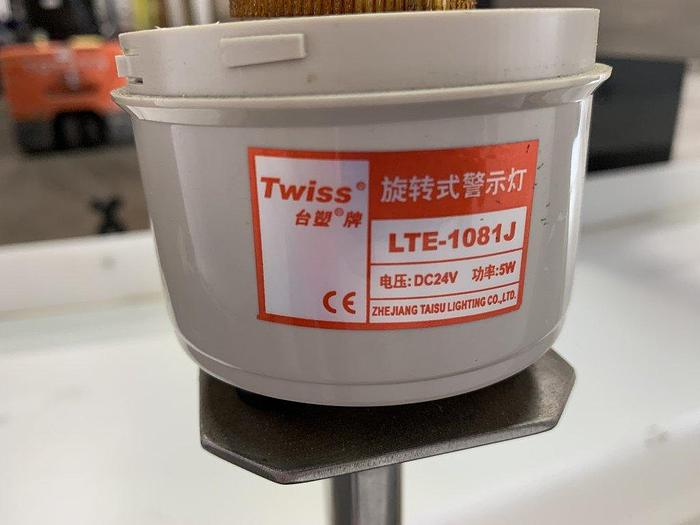 Twiss®
台塑®牌
CE
旋转式警示灯
LTE-1081J
电压:DC24V 功率:5W
ZHEJIANG TAISU LIGHTING CO.,LTD.